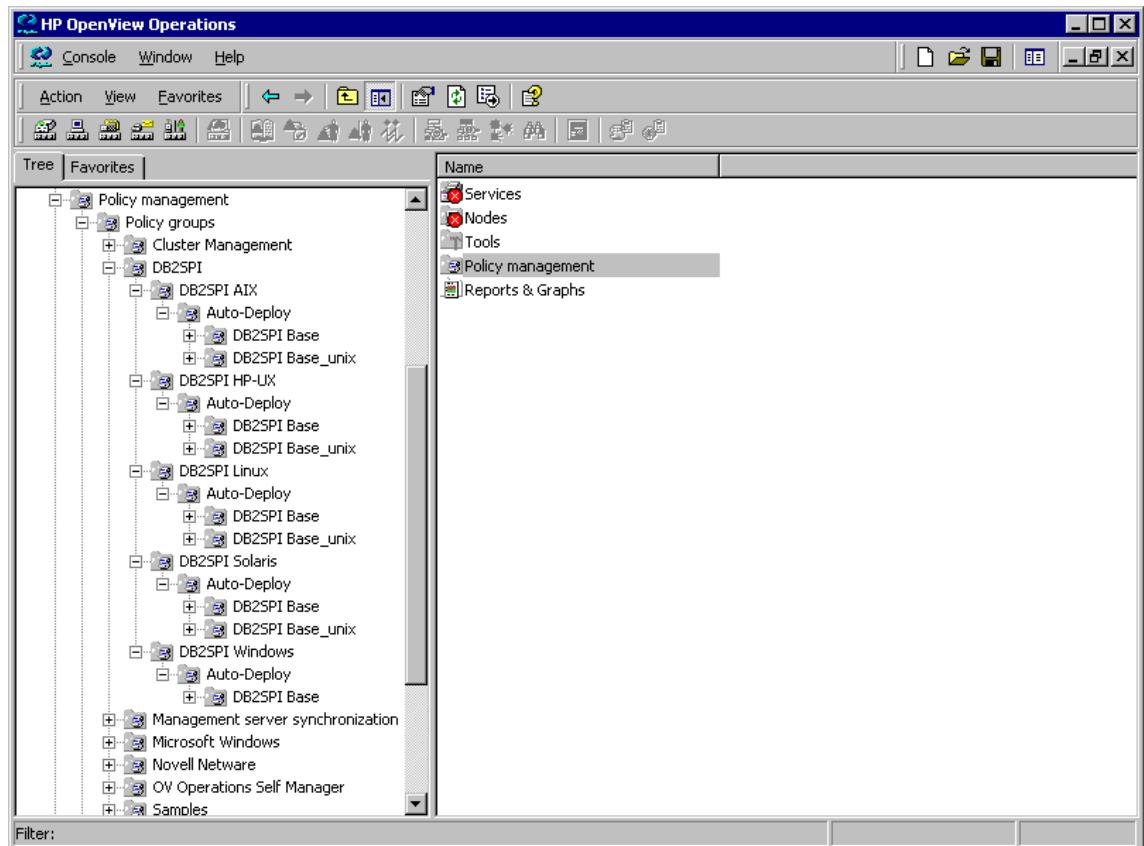 HP OpenView Operations
Console Window Help
Action View Favorites
Tree Favorites
Name
Policy management
Policy groups
Cluster Management
DB2SPI
DB2SPI AIX
Auto-Deploy
DB2SPI Base
DB2SPI Base_unix
DB2SPI HP-UX
Auto-Deploy
DB2SPI Base
DB2SPI Base_unix
DB2SPI Linux
Auto-Deploy
DB2SPI Base
DB2SPI Base_unix
DB2SPI Solaris
Auto-Deploy
DB2SPI Base
DB2SPI Base_unix
DB2SPI Windows
Auto-Deploy
DB2SPI Base
Management server synchronization
Microsoft Windows
Novell Netware
OV Operations Self Manager
Samples
Services
Nodes
Tools
Policy management
Reports & Graphs
Filter: